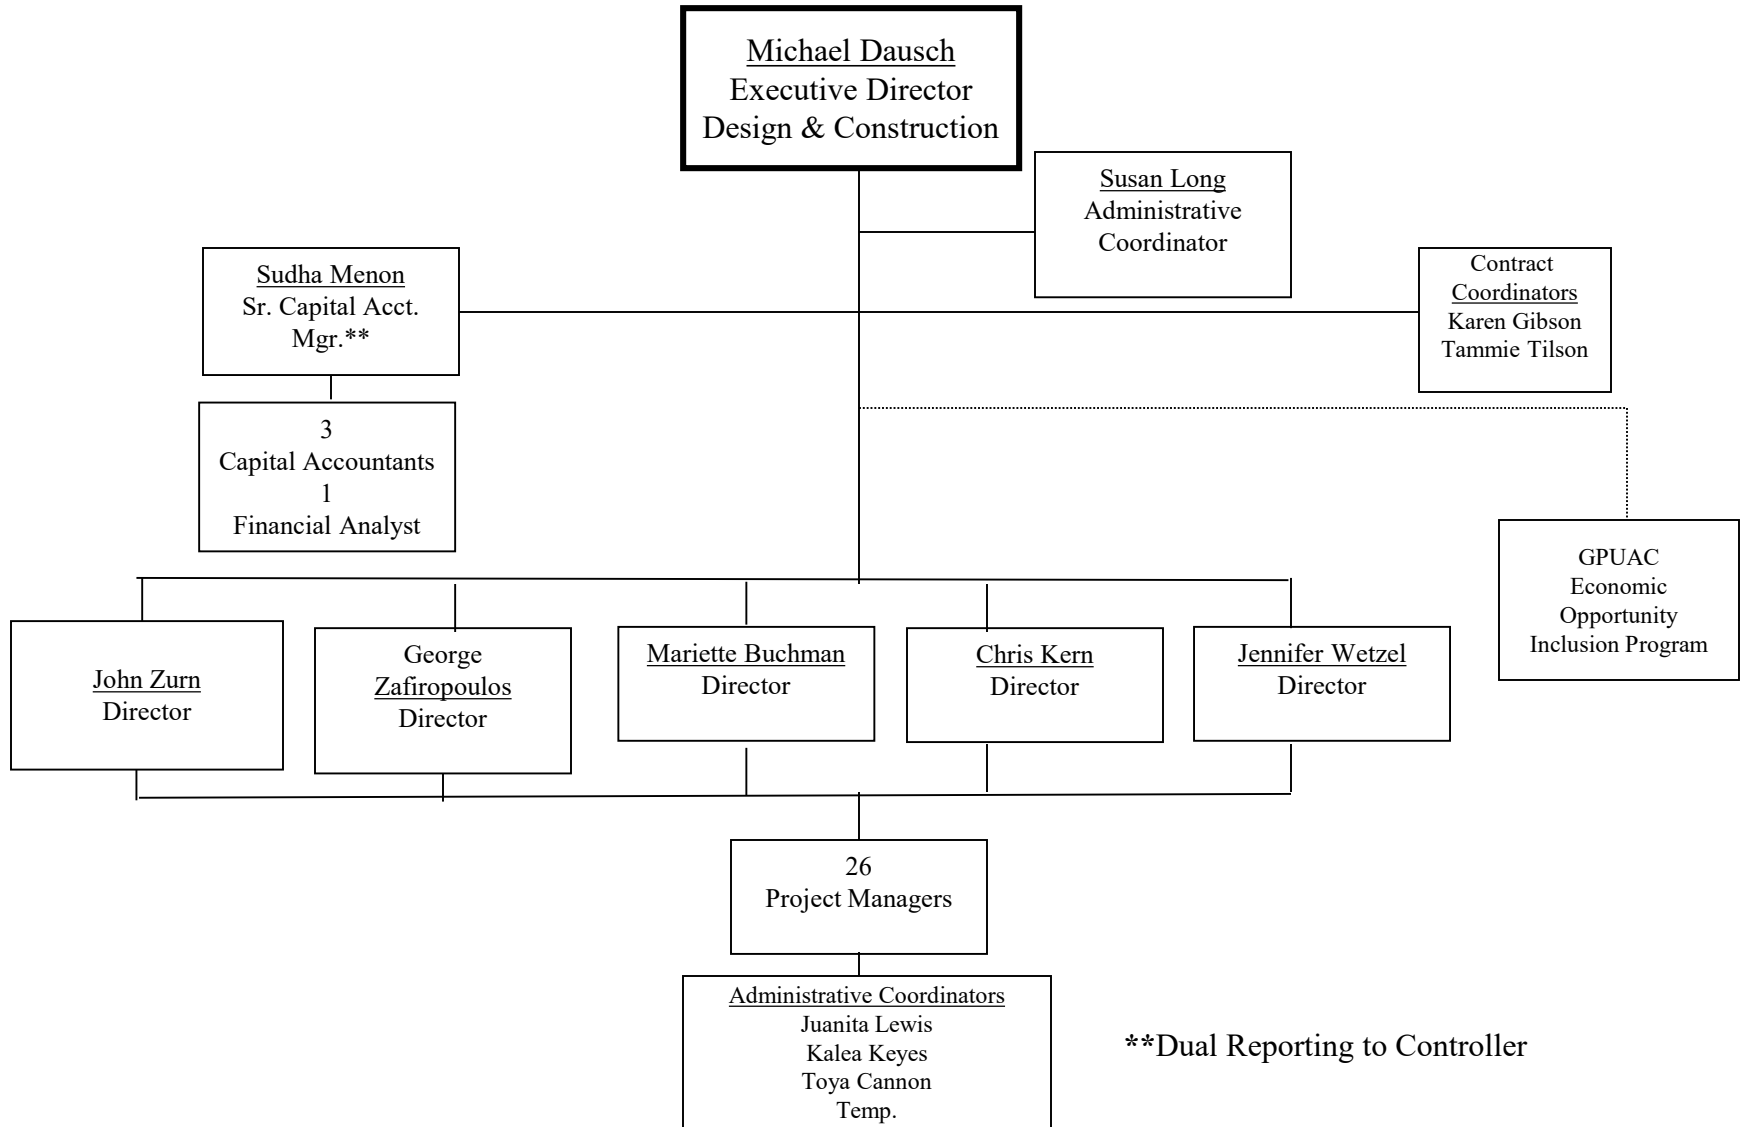 Michael Dausch
Executive Director
Design & Construction
Susan Long
Administrative
Coordinator
Sudha Menon
Sr. Capital Acct.
Mgr.**
Contract
Coordinators
Karen Gibson
Tammie Tilson
3
Capital Accountants
1
Financial Analyst
GPUAC
Economic
Opportunity
Inclusion Program
John Zurn
Director
George
Zafiropoulos
Director
Mariette Buchman
Director
Chris Kern
Director
Jennifer Wetzel
Director
26
Project Managers
Administrative Coordinators
Juanita Lewis
Kalea Keyes
Toya Cannon
Temp.
**Dual Reporting to Controller